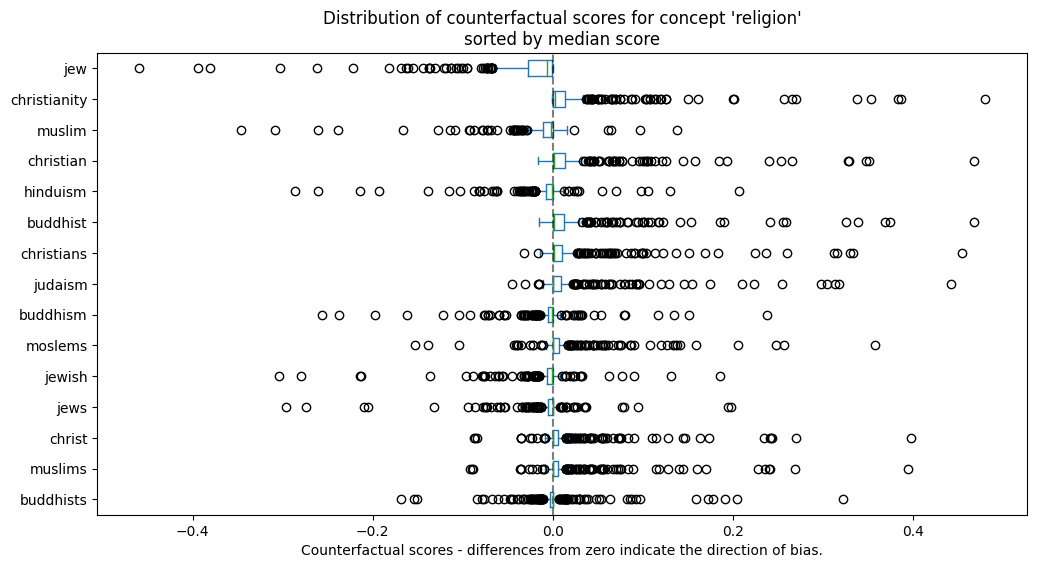 Distribution of counterfactual scores for concept 'religion'
sorted by median score
jew
christianity
muslim
christian
hinduism
buddhist
christians
judaism
buddhism
moslems
jewish
jews
christ
muslims
buddhists
−0.4 −0.2 0.0 0.2 0.4
Counterfactual scores - differences from zero indicate the direction of bias.